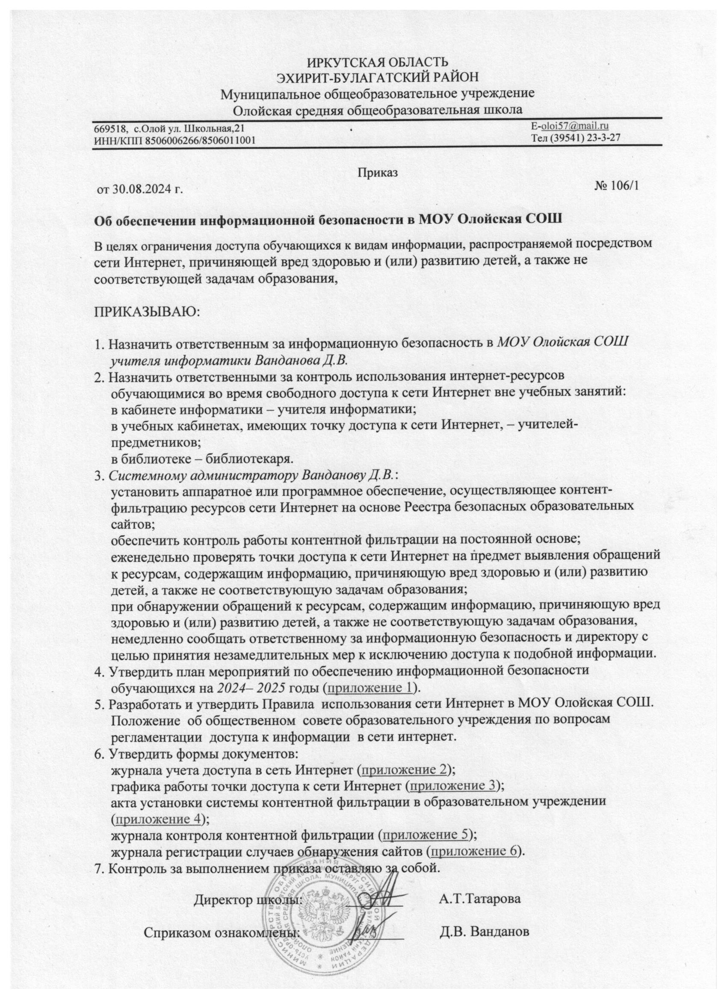 ИРКУТСКАЯ ОБЛАСТЬ
ЭХИРИТ-БУЛАГАТСКИЙ РАЙОН
Муниципальное общеобразовательное учреждение
Олойская средняя общеобразовательная школа
669518,  с.Олой ул. Школьная,21
E-oloi57@mail.ru
ИНН/КПП 8506006266/8506011001
Тел (39541) 23-3-27
Приказ
от 30.08.2024 г.
№ 106/1
Об обеспечении информационной безопасности в МОУ Олойская СОШ
В целях ограничения доступа обучающихся к видам информации, распространяемой посредством
сети Интернет, причиняющей вред здоровью и (или) развитию детей, а также не
соответствующей задачам образования,
ПРИКАЗЫВАЮ:
1. Назначить ответственным за информационную безопасность в МОУ Олойская СОШ
учителя информатики Ванданова Д.В.
2. Назначить ответственными за контроль использования интернет-ресурсов
обучающимися во время свободного доступа к сети Интернет вне учебных занятий:
в кабинете информатики – учителя информатики;
в учебных кабинетах, имеющих точку доступа к сети Интернет, – учителей-
предметников;
в библиотеке – библиотекаря.
3. Системному администратору Ванданову Д.В.:
установить аппаратное или программное обеспечение, осуществляющее контент-
фильтрацию ресурсов сети Интернет на основе Реестра безопасных образовательных
сайтов;
обеспечить контроль работы контентной фильтрации на постоянной основе;
еженедельно проверять точки доступа к сети Интернет на предмет выявления обращений
к ресурсам, содержащим информацию, причиняющую вред здоровью и (или) развитию
детей, а также не соответствующую задачам образования;
при обнаружении обращений к ресурсам, содержащим информацию, причиняющую вред
здоровью и (или) развитию детей, а также не соответствующую задачам образования,
немедленно сообщать ответственному за информационную безопасность и директору с
целью принятия незамедлительных мер к исключению доступа к подобной информации.
4. Утвердить план мероприятий по обеспечению информационной безопасности
обучающихся на 2024– 2025 годы (приложение 1).
5. Разработать и утвердить Правила  использования сети Интернет в МОУ Олойская СОШ.
Положение  об общественном  совете образовательного учреждения по вопросам
регламентации  доступа к информации  в сети интернет.
6. Утвердить формы документов:
журнала учета доступа в сеть Интернет (приложение 2);
графика работы точки доступа к сети Интернет (приложение 3);
акта установки системы контентной фильтрации в образовательном учреждении
(приложение 4);
журнала контроля контентной фильтрации (приложение 5);
журнала регистрации случаев обнаружения сайтов (приложение 6).
7. Контроль за выполнением приказа оставляю за собой.
Директор школы:
А.Т.Татарова
Сприказом ознакомлены:
Д.В. Ванданов
МИНИСТЕРСТВО ОБРАЗОВАНИЯ РОССИЙСКОЙ ФЕДЕРАЦИИ